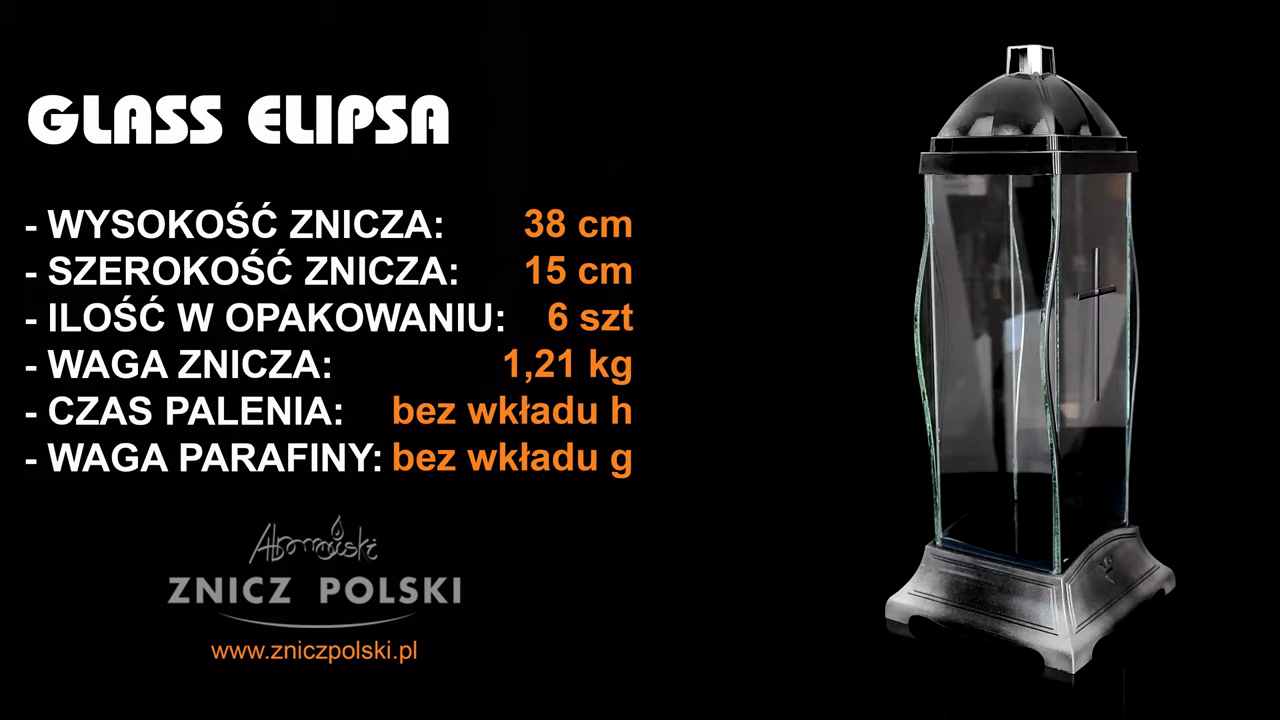 GLASS ELIPSA
- WYSOKOŚĆ ZNICZA: 38 cm
- SZEROKOŚĆ ZNICZA: 15 cm
- ILOŚĆ W OPAKOWANIU: 6 szt
- WAGA ZNICZA: 1,21 kg
- CZAS PALENIA: bez wkładu h
- WAGA PARAFINY: bez wkładu g
ZNICZ POLSKI
www.zniczpolski.pl